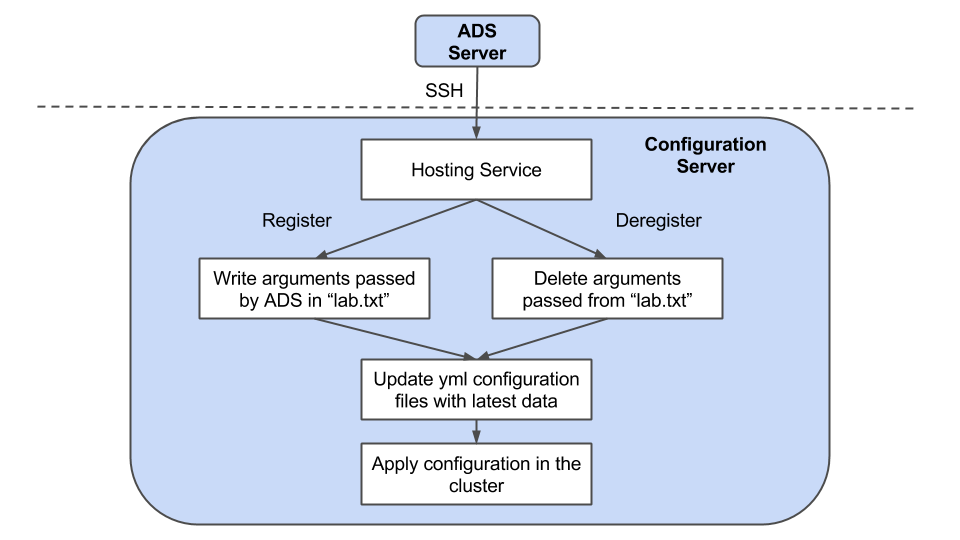 ADS
Server
SSH
Configuration
Server
Hosting Service
Register
Deregister
Write arguments passed
by ADS in “lab.txt”
Delete arguments
passed from “lab.txt”
Update yml configuration
files with latest data
Apply configuration in the
cluster